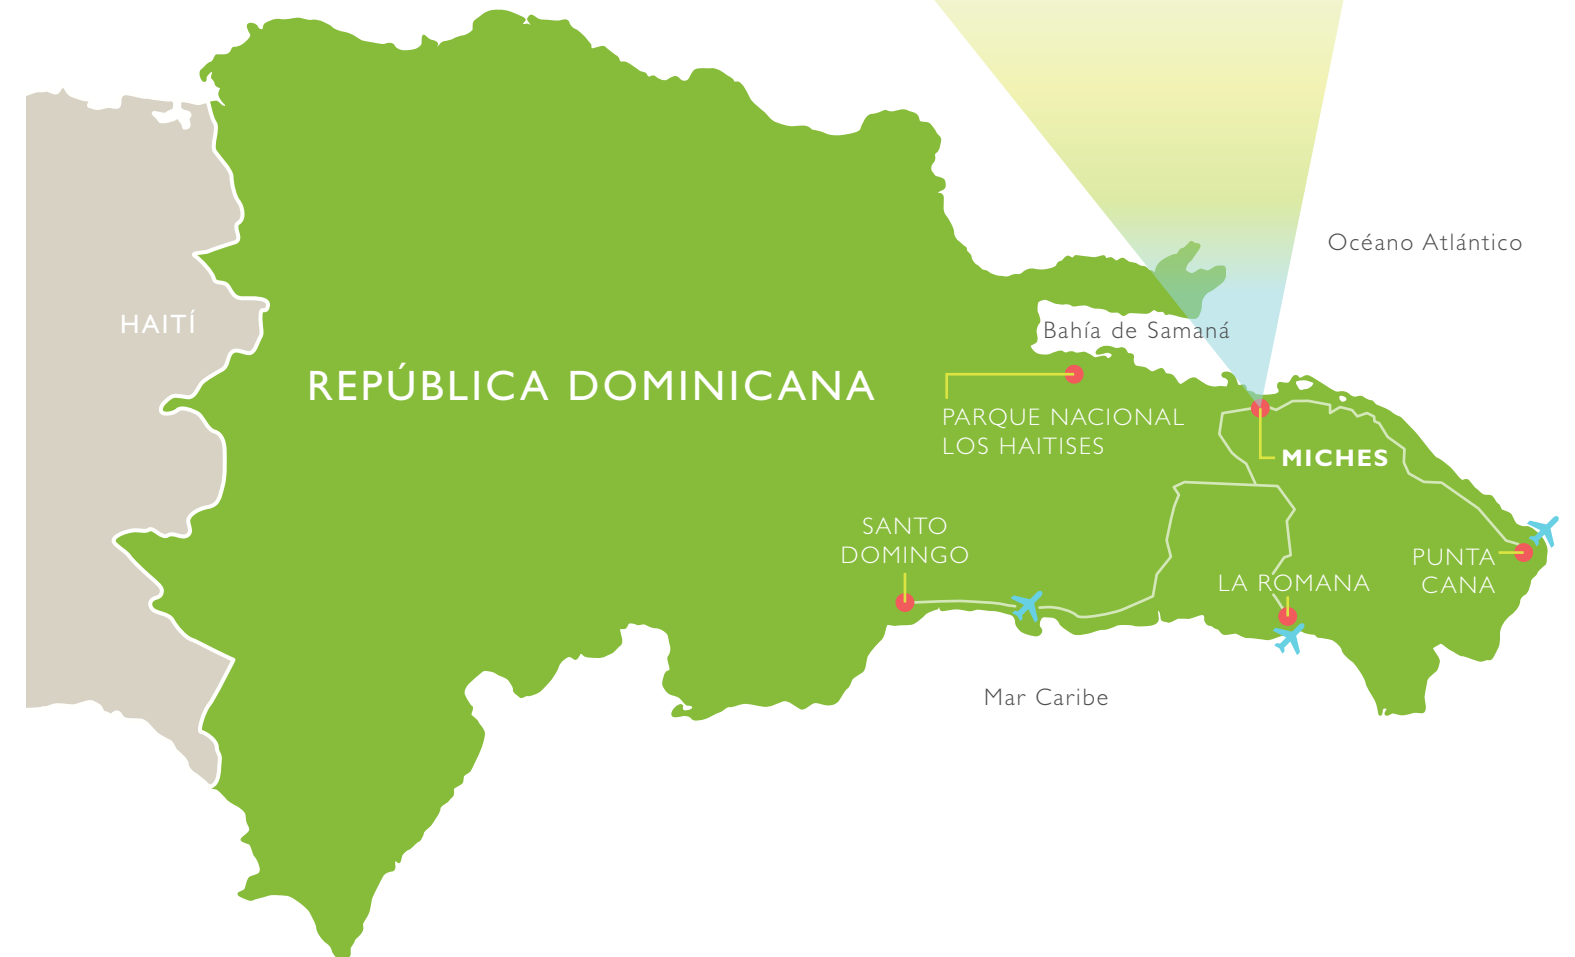 Océano Atlántico
HAITÍ
Bahía de Samaná
REPÚBLICA DOMINICANA
PARQUE NACIONAL
LOS HAITISES
MICHES
SANTO
DOMINGO
PUNTA
CANA
LA ROMANA
Mar Caribe